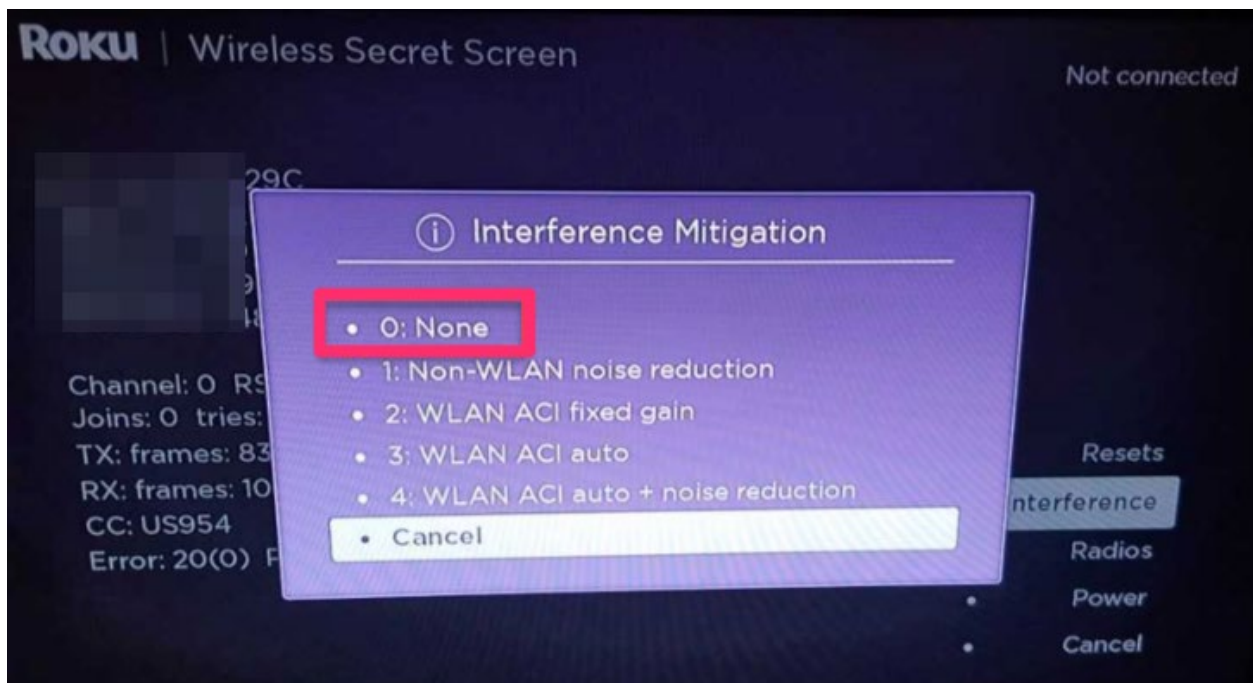 Roku | Wireless Secret Screen
Not connected
29C
Interference Mitigation
• 0: None
• 1: Non-WLAN noise reduction
• 2: WLAN ACI fixed gain
• 3: WLAN ACI auto
• 4: WLAN ACI auto + noise reduction
• Cancel
Channel: 0
Joins: 0 tries:
TX: frames: 83
RX: frames: 10
CC: US954
Error: 20(0)
Resets
nterference
Radios
• Power
• Cancel